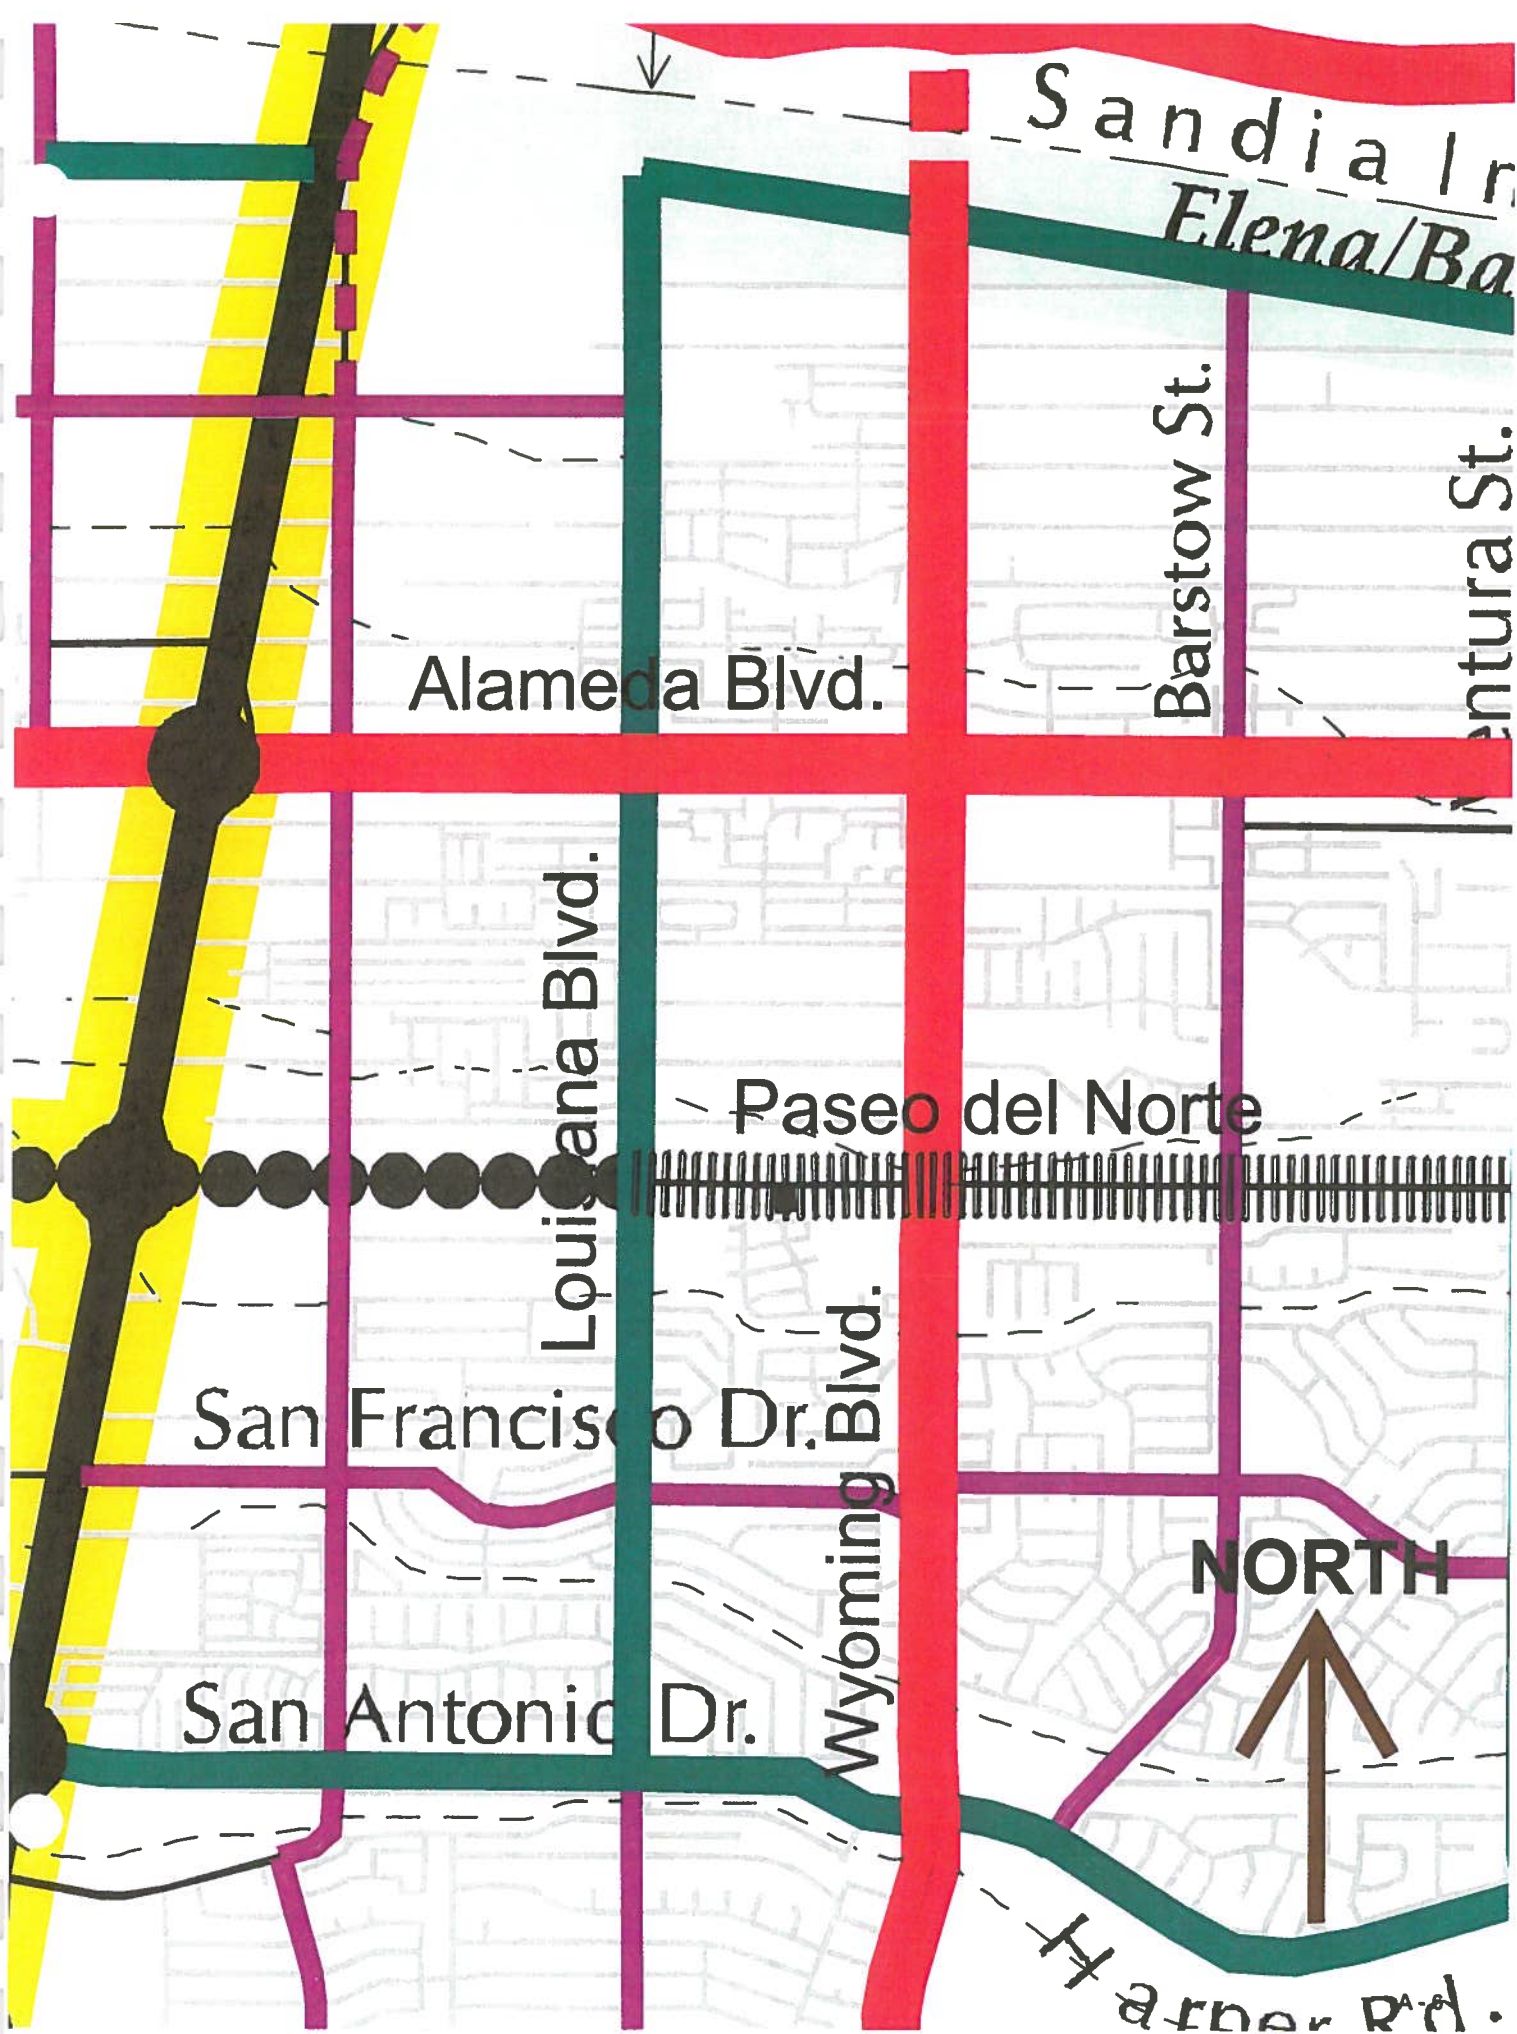 Sandia In
Elena/Ba
Barstow St.
entura St.
Alameda Blvd.
Louisiana Blvd.
Paseo del Norte
Wyoming Blvd.
San Francisco Dr.
NORTH
San Antonio Dr.
Harper Rd.